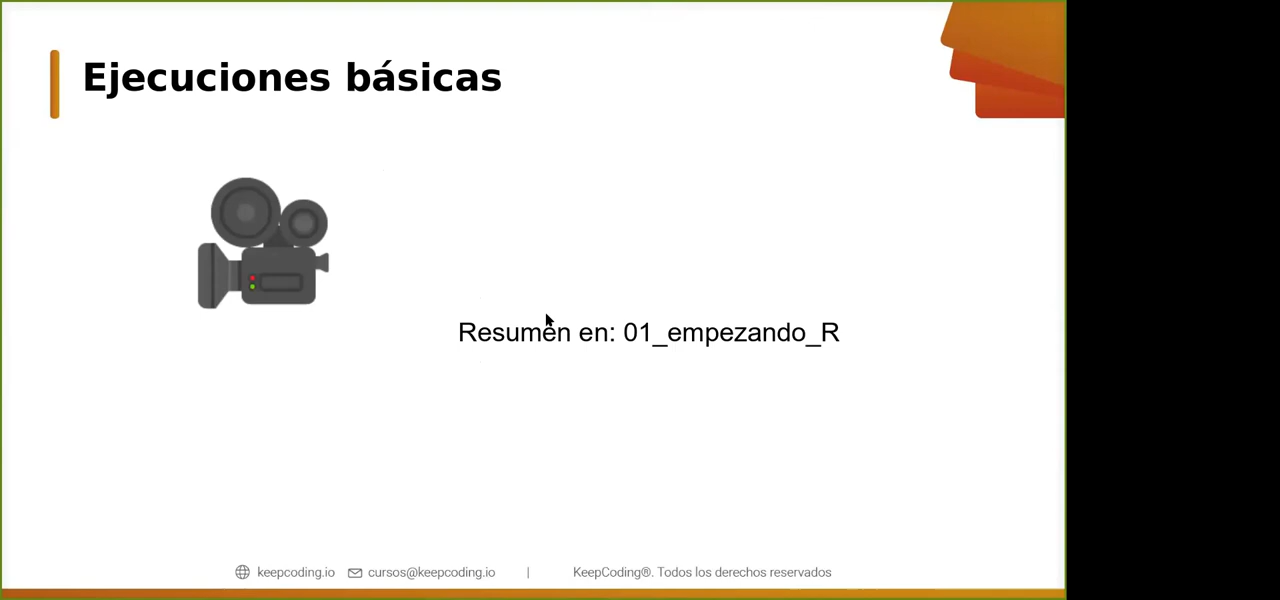 Ejecuciones básicas
Resumen en: 01_empezando_R
keepcoding.io cursos@keepcoding.io | KeepCoding®. Todos los derechos reservados